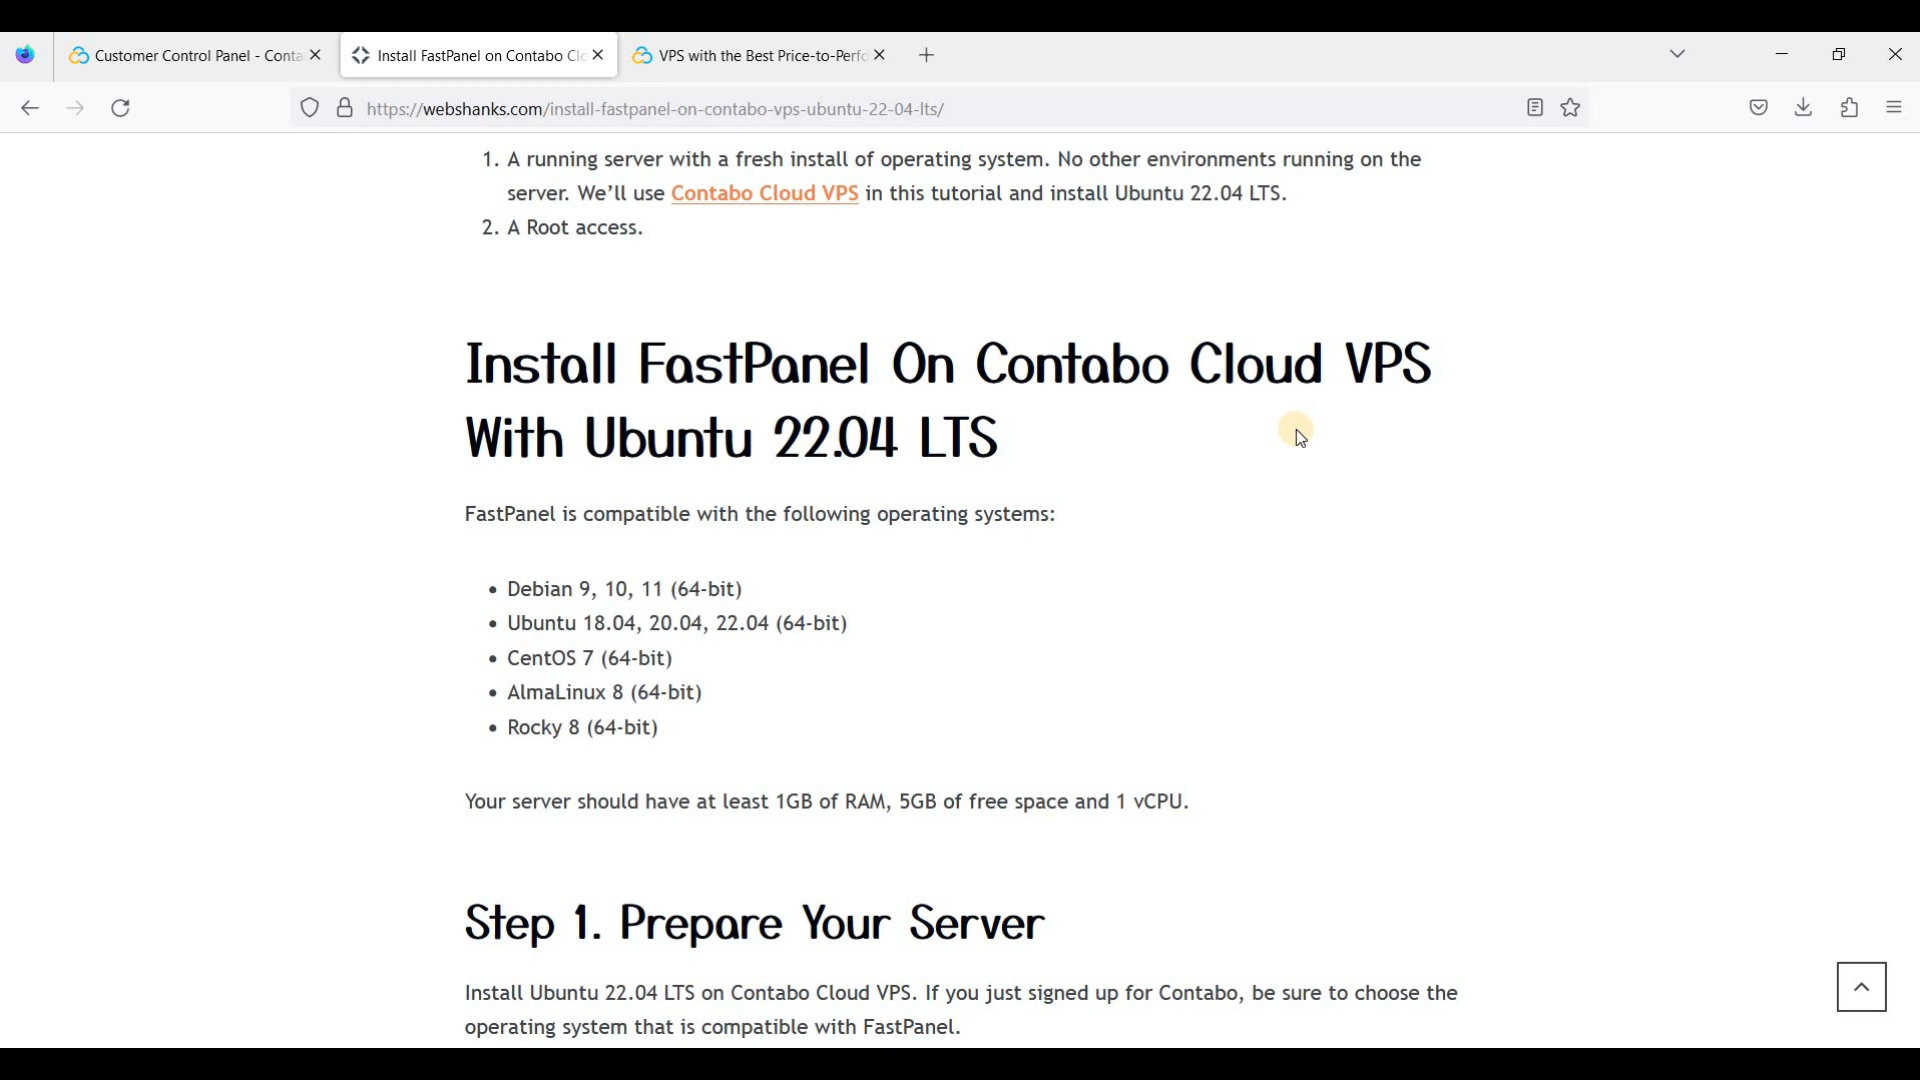 Customer Control Panel - Conta
Install FastPanel on Contabo Clo
VPS with the Best Price-to-Perfo
https://webshanks.com/install-fastpanel-on-contabo-vps-ubuntu-22-04-lts/
1. A running server with a fresh install of operating system. No other environments running on the
server. We’ll use Contabo Cloud VPS in this tutorial and install Ubuntu 22.04 LTS.
2. A Root access.
Install FastPanel On Contabo Cloud VPS
With Ubuntu 22.04 LTS
FastPanel is compatible with the following operating systems:
• Debian 9, 10, 11 (64-bit)
• Ubuntu 18.04, 20.04, 22.04 (64-bit)
• CentOS 7 (64-bit)
• AlmaLinux 8 (64-bit)
• Rocky 8 (64-bit)
Your server should have at least 1GB of RAM, 5GB of free space and 1 vCPU.
Step 1. Prepare Your Server
Install Ubuntu 22.04 LTS on Contabo Cloud VPS. If you just signed up for Contabo, be sure to choose the
operating system that is compatible with FastPanel.